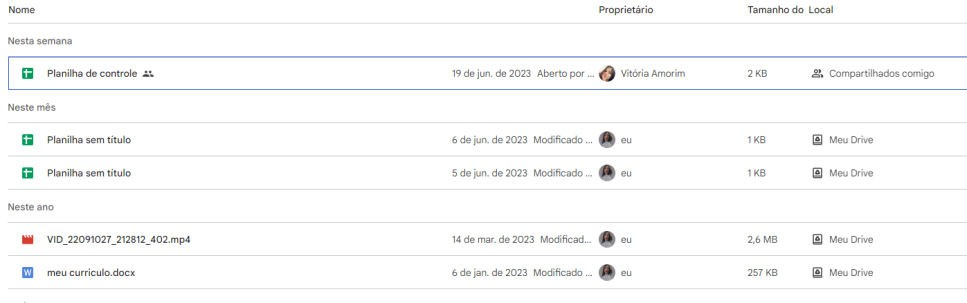 Nome Proprietário Tamanho do Local
Nesta semana
Planilha de controle 19 de jun. de 2023 Aberto por ... Vitória Amorim 2 KB Compartilhados comigo
Neste mês
Planilha sem título 6 de jun. de 2023 Modificado ... eu 1 KB Meu Drive
Planilha sem título 5 de jun. de 2023 Modificado ... eu 1 KB Meu Drive
Neste ano
VID_22091027_212812_402.mp4 14 de mar. de 2023 Modificad... eu 2,6 MB Meu Drive
W meu curriculo.docx 6 de jan. de 2023 Modificado ... eu 257 KB Meu Drive